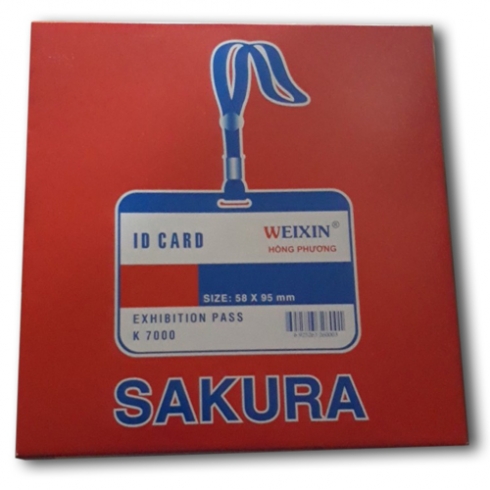 ID CARD
WEIXIN®
HỒNG PHƯƠNG
SIZE: 58 X 95 mm
EXHIBITION PASS
K 7000
SAKURA